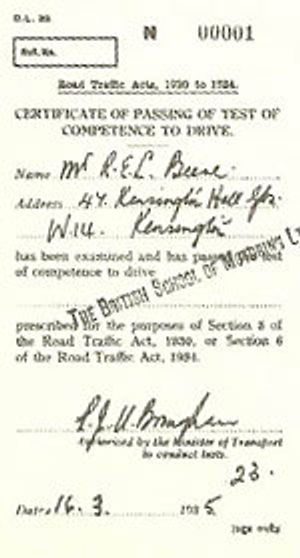 D.L. 26
Ref. No.
N 00001
Road Traffic Acts, 1930 to 1934.
CERTIFICATE OF PASSING OF TEST OF
COMPETENCE TO DRIVE.
Name Mr R.E.L. Beere.
Address 47. Kensington Hall Gdns.
W.14. Kensington
has been examined and has passed the test
of competence to drive
THE BRITISH SCHOOL OF MOTORING LT
prescribed for the purposes of Section 5 of
the Road Traffic Act, 1930, or Section 6
of the Road Traffic Act, 1934.
Authorised by the Minister of Transport
to conduct tests.
23.
Date 16.3. 1935.